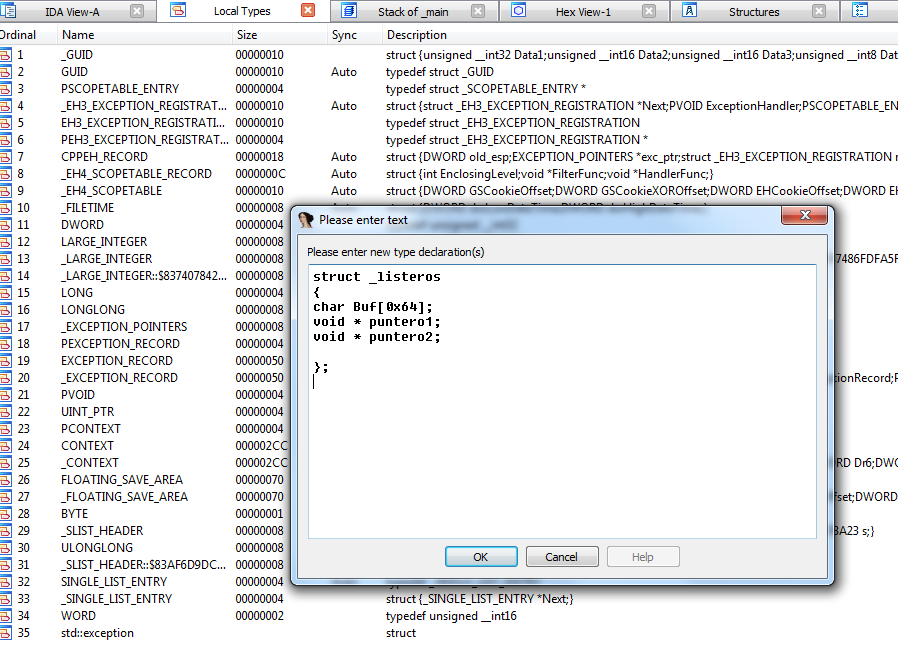 IDA View-A Local Types Stack of _main Hex View-1 Structures
Ordinal Name Size Sync Description
1 _GUID 00000010 struct {unsigned __int32 Data1;unsigned __int16 Data2;unsigned __int16 Data3;unsigned __int8 Dat
2 GUID 00000010 Auto typedef struct _GUID
3 PSCOPETABLE_ENTRY 00000004 typedef struct _SCOPETABLE_ENTRY *
4 _EH3_EXCEPTION_REGISTRAT... 00000010 Auto struct {struct _EH3_EXCEPTION_REGISTRATION *Next;PVOID ExceptionHandler;PSCOPETABLE_EN
5 EH3_EXCEPTION_REGISTRATI... 00000010 typedef struct _EH3_EXCEPTION_REGISTRATION
6 PEH3_EXCEPTION_REGISTRAT... 00000004 typedef struct _EH3_EXCEPTION_REGISTRATION *
7 CPPEH_RECORD 00000018 Auto struct {DWORD old_esp;EXCEPTION_POINTERS *exc_ptr;struct _EH3_EXCEPTION_REGISTRATION r
8 _EH4_SCOPETABLE_RECORD 0000000C Auto struct {int EnclosingLevel;void *FilterFunc;void *HandlerFunc;}
9 _EH4_SCOPETABLE 00000010 Auto struct {DWORD GSCookieOffset;DWORD GSCookieXOROffset;DWORD EHCookieOffset;DWORD EH
10 _FILETIME 00000008
11 DWORD 00000004
12 LARGE_INTEGER 00000008
13 _LARGE_INTEGER 00000008 7486FDFA5F
14 _LARGE_INTEGER::$837407842... 00000008
15 LONG 00000004
16 LONGLONG 00000008
17 _EXCEPTION_POINTERS 00000008
18 PEXCEPTION_RECORD 00000004
19 EXCEPTION_RECORD 00000050
20 _EXCEPTION_RECORD 00000050 tionRecord;P
21 PVOID 00000004
22 UINT_PTR 00000004
23 PCONTEXT 00000004
24 CONTEXT 000002CC
25 _CONTEXT 000002CC RD Dr6;DWO
26 FLOATING_SAVE_AREA 00000070
27 _FLOATING_SAVE_AREA 00000070 fset;DWORD
28 BYTE 00000001
29 _SLIST_HEADER 00000008 3A23 s;}
30 ULONGLONG 00000008
31 _SLIST_HEADER::$83AF6D9DC... 00000008
32 SINGLE_LIST_ENTRY 00000004
33 _SINGLE_LIST_ENTRY 00000004 struct {_SINGLE_LIST_ENTRY *Next;}
34 WORD 00000002 typedef unsigned __int16
35 std::exception struct
Please enter text
Please enter new type declaration(s)
struct _listeros
{
char Buf[0x64];
void * puntero1;
void * puntero2;
};
OK Cancel Help